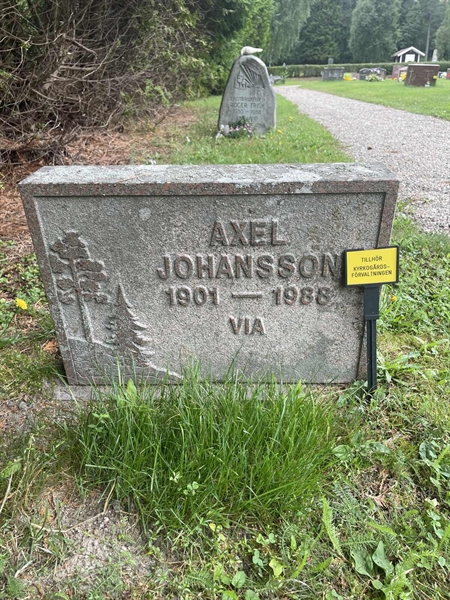 AXEL
JOHANSSON
1901 — 1988
VIA
TILLHÖR
KYRKOGÅRDS-
FÖRVALTNINGEN